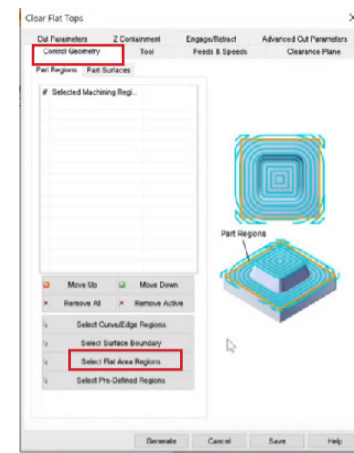 Clear Flat Tops
Cut Parameters Z Containment Engage/Retract Advanced Cut Parameters
Control Geometry Tool Feeds & Speeds Clearance Plane
Part Regions Part Surfaces
# Selected Machining Regi...
Part Regions
Move Up Move Down
Remove All Remove Active
Select Curve/Edge Regions
Select Surface Boundary
Select Flat Area Regions
Select Pre-Defined Regions
Generate Cancel Save Help